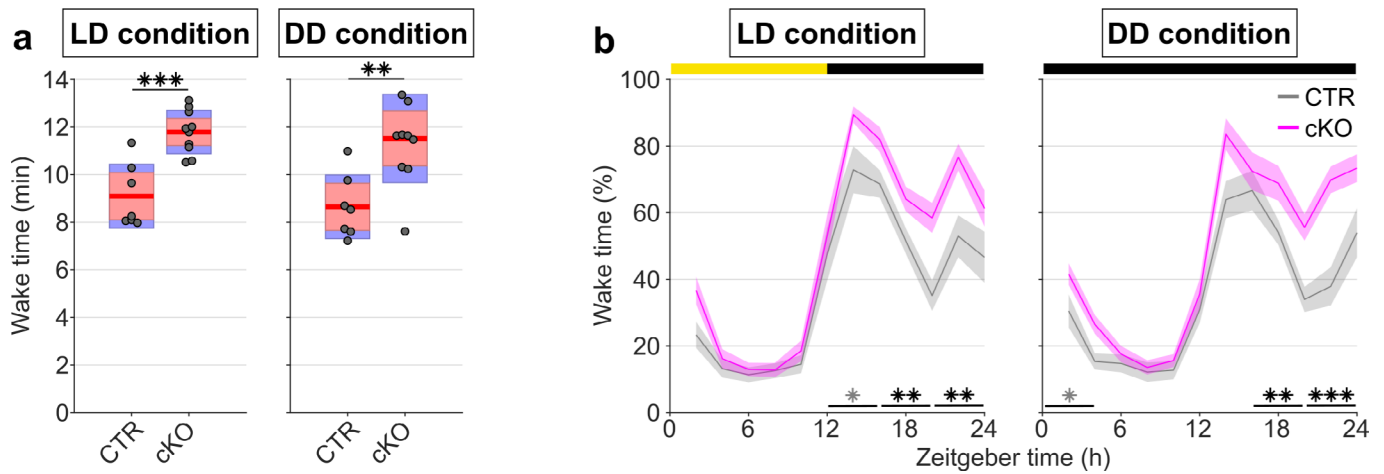 a
LD condition
DD condition
Wake time (min)
14
12
10
8
6
4
2
0
***
**
CTR
cKO
CTR
cKO
b
LD condition
DD condition
Wake time (%)
100
80
60
40
20
0
CTR
cKO
* ** **
* ** ***
0 6 12 18 24
0 6 12 18 24
Zeitgeber time (h)